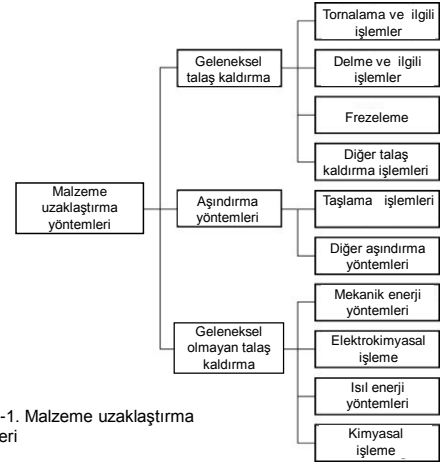 Tornalama ve ilgili
işlemler
Geleneksel
talaş kaldırma
Delme ve ilgili
işlemler
Frezeleme
Diğer talaş
kaldırma işlemleri
Malzeme
uzaklaştırma
yöntemleri
Aşındırma
yöntemleri
Taşlama işlemleri
Diğer aşındırma
yöntemleri
Geleneksel
olmayan talaş
kaldırma
Mekanik enerji
yöntemleri
Elektrokimyasal
işleme
Isıl enerji
yöntemleri
Kimyasal
işleme
-1. Malzeme uzaklaştırma
eri